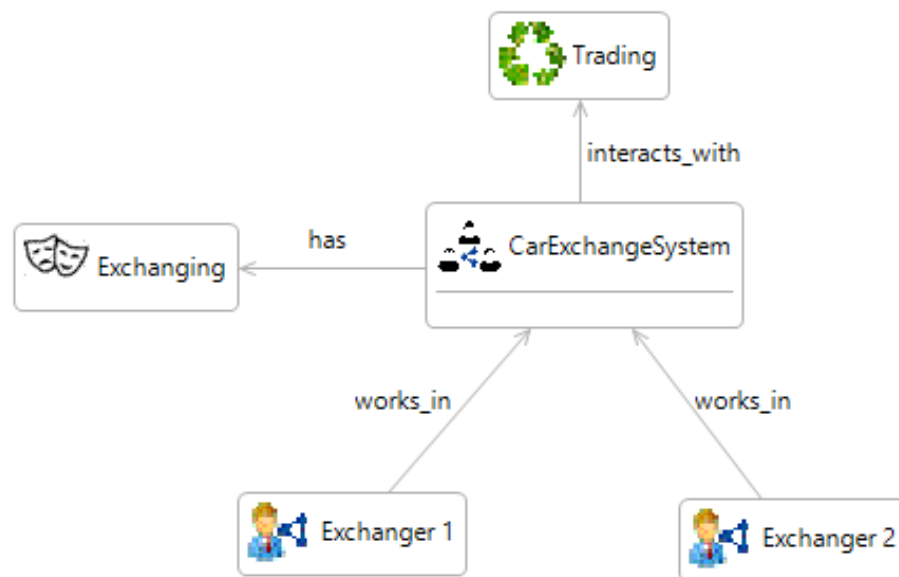 Trading
interacts_with
CarExchangeSystem
has
Exchanging
works_in
works_in
Exchanger 1
Exchanger 2